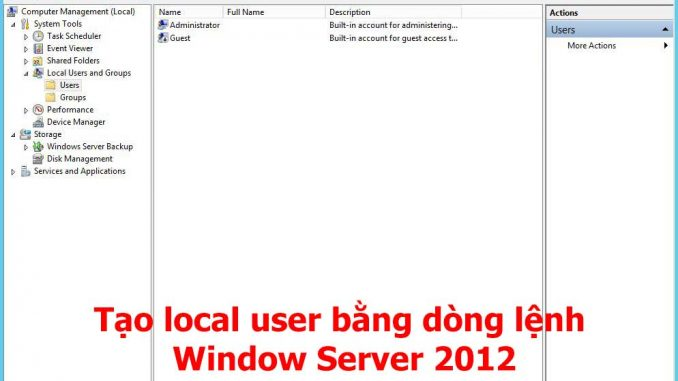 Computer Management (Local)
System Tools
Task Scheduler
Event Viewer
Shared Folders
Local Users and Groups
Users
Groups
Performance
Device Manager
Storage
Windows Server Backup
Disk Management
Services and Applications
Name Full Name Description
Administrator Built-in account for administering...
Guest Built-in account for guest access t...
Actions
Users
More Actions
Tạo local user bằng dòng lệnh
Window Server 2012